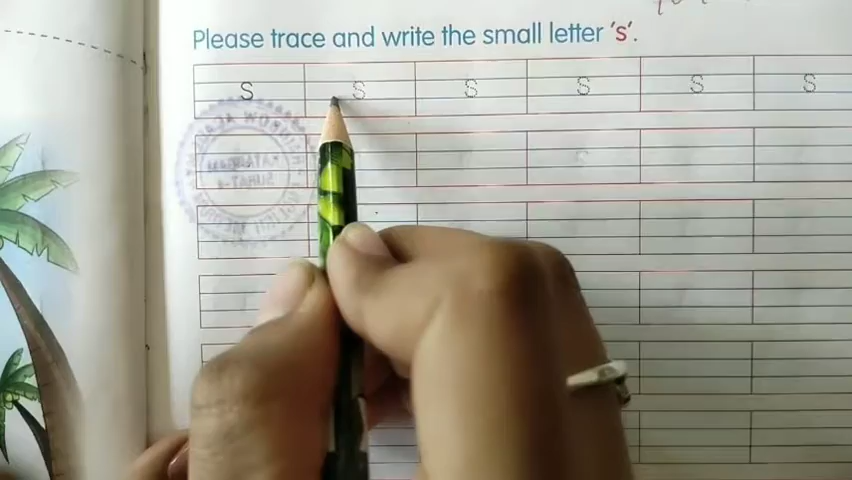 Please trace and write the small letter 's'.
s s s s s s